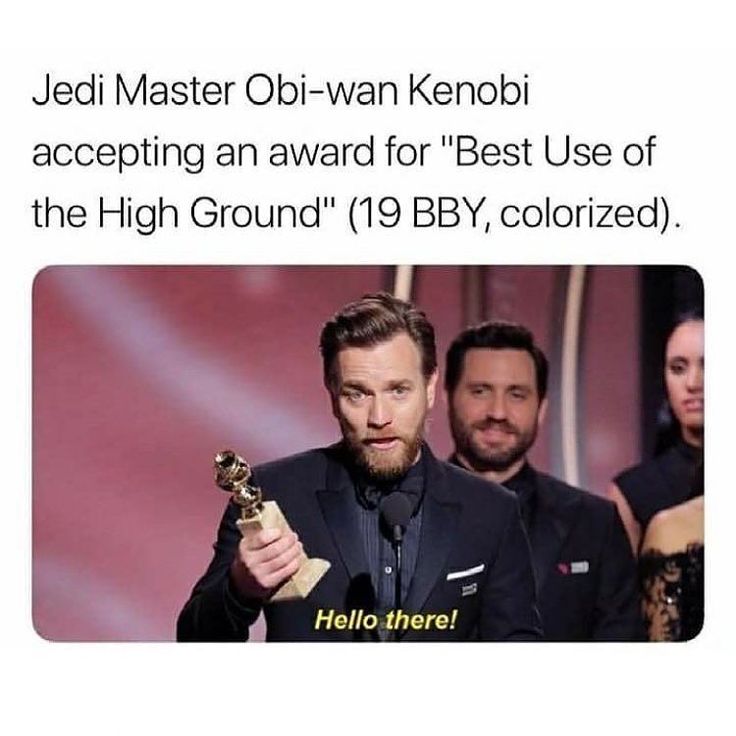 Jedi Master Obi-wan Kenobi
accepting an award for "Best Use of
the High Ground" (19 BBY, colorized).
Hello there!